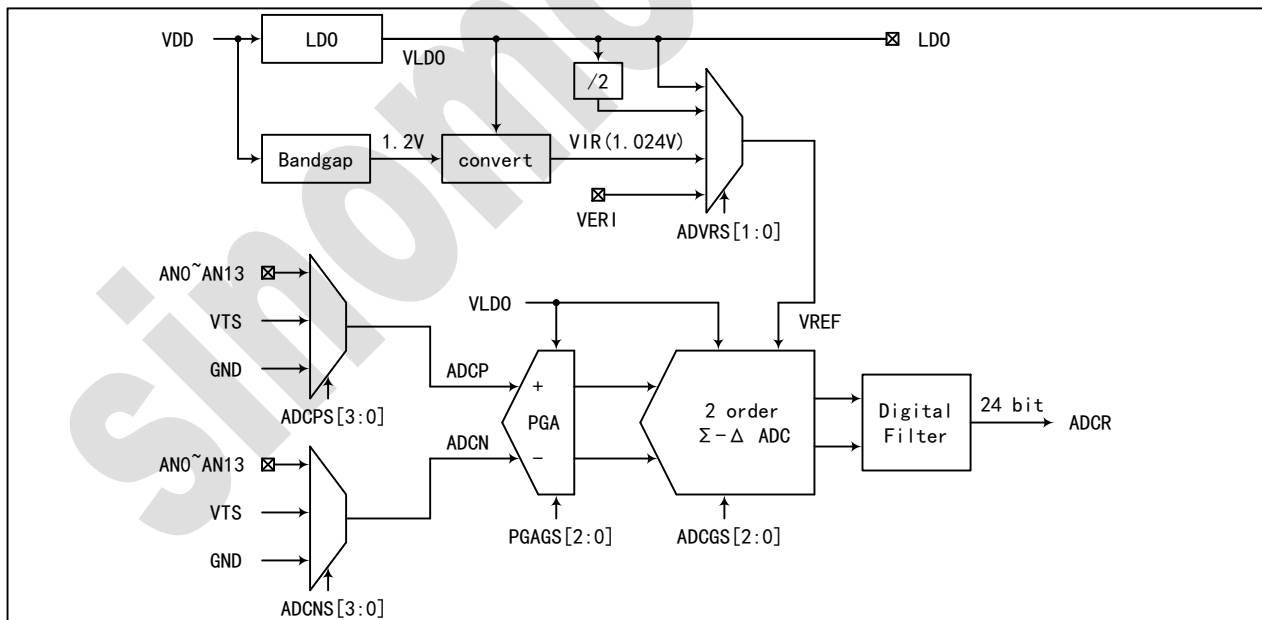 VDD
LDO
VLDO
LDO
/2
Bandgap
1.2V
convert
VIR(1.024V)
VERI
ADVRS[1:0]
AN0~AN13
VTS
GND
ADCPS[3:0]
ADCP
VLDO
VREF
+
PGA
−
2 order
Σ-Δ ADC
Digital
Filter
24 bit
ADCR
AN0~AN13
VTS
GND
ADCNS[3:0]
ADCN
PGAGS[2:0]
ADCGS[2:0]